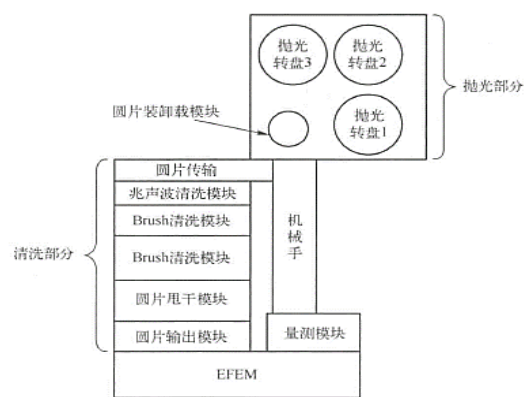 抛光
转盘3
抛光
转盘2
抛光部分
圆片装卸载模块
抛光
转盘1
圆片传输
兆声波清洗模块
Brush清洗模块
机械手
清洗部分
Brush清洗模块
圆片甩干模块
圆片输出模块
量测模块
EFEM